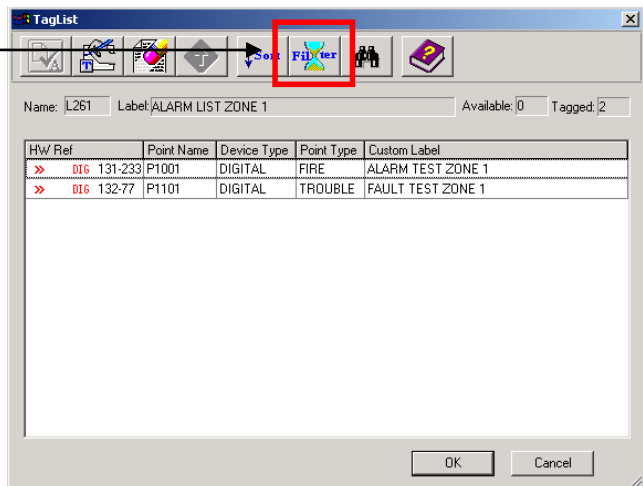 TagList
A T T Sort Filter ?
Name: L261 Label: ALARM LIST ZONE 1 Available: 0 Tagged: 2
HW Ref Point Name Device Type Point Type Custom Label
» DIG 131-233 P1001 DIGITAL FIRE ALARM TEST ZONE 1
» DIG 132-77 P1101 DIGITAL TROUBLE FAULT TEST ZONE 1
OK Cancel